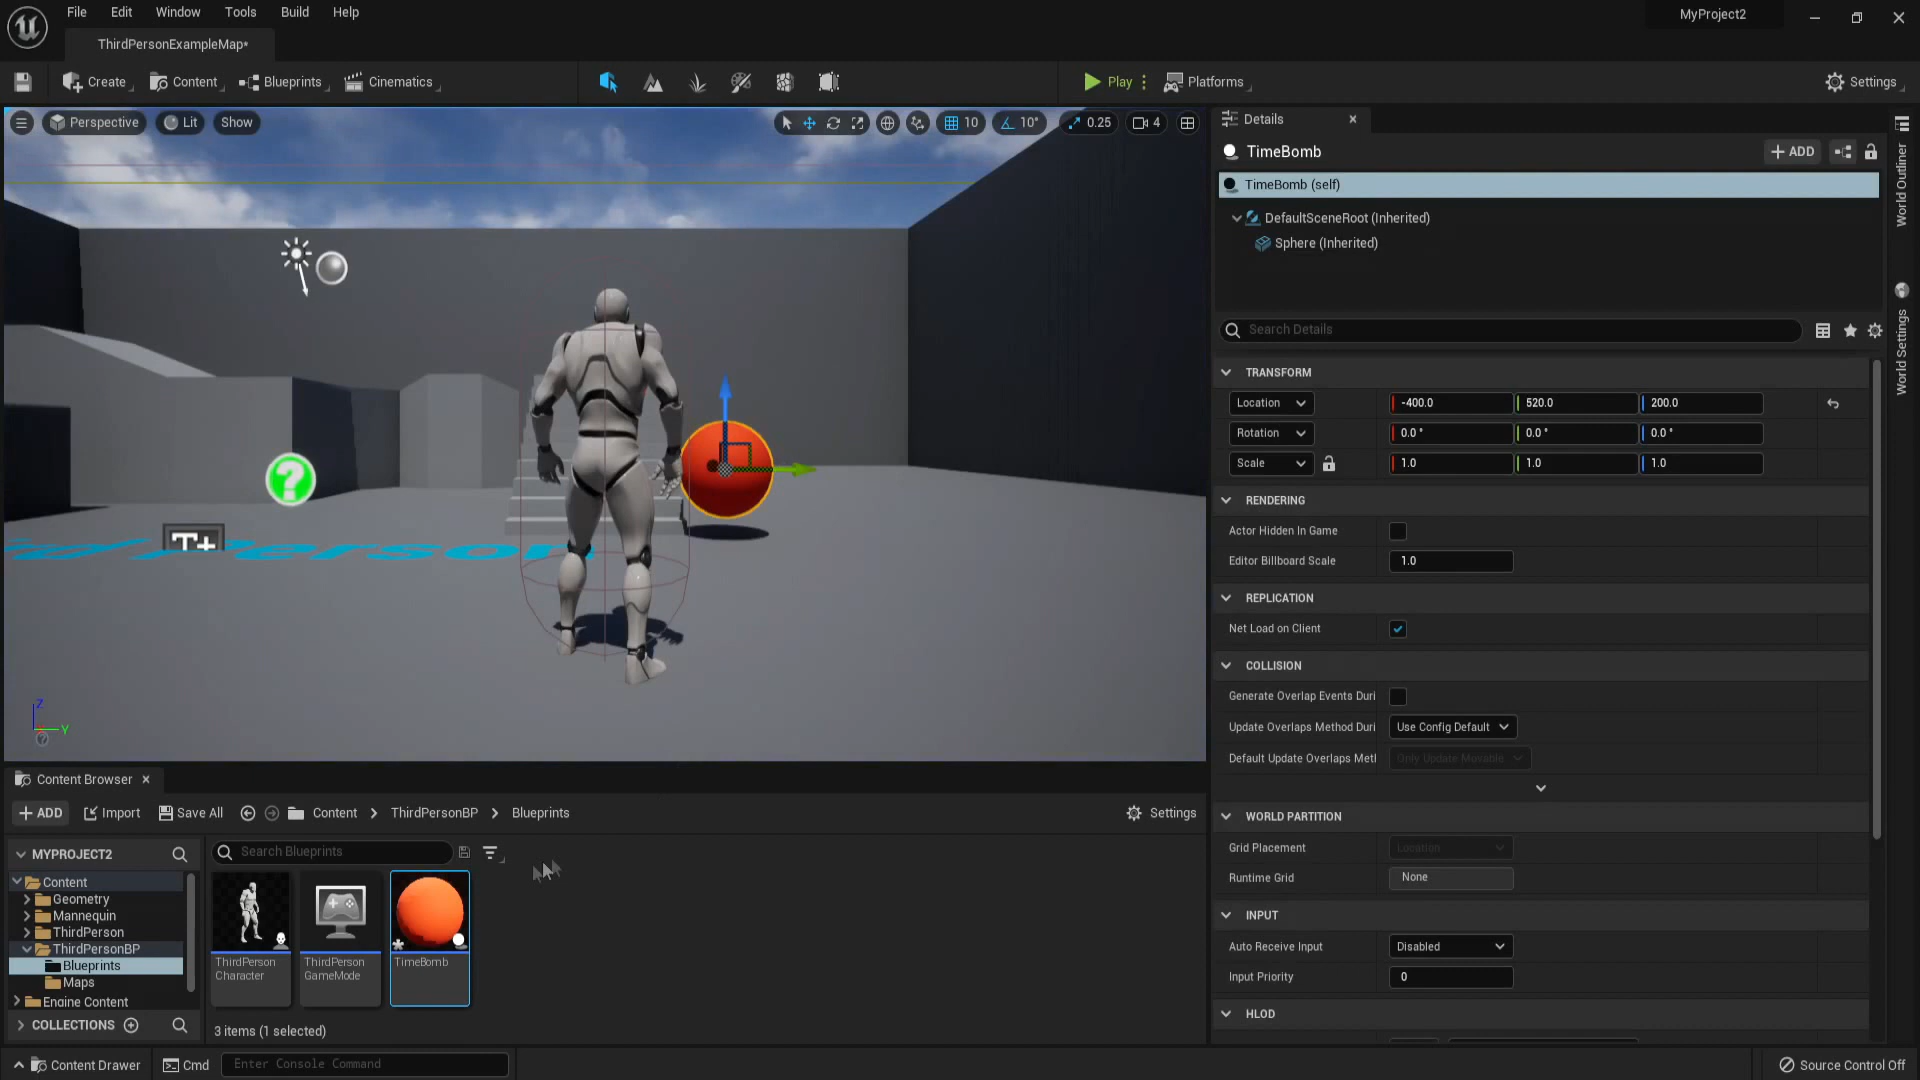 File Edit Window Tools Build Help
MyProject2
ThirdPersonExampleMap*
Create Content Blueprints Cinematics Play Platforms Settings
Perspective Lit Show 10 10° 0.25 4
Details
TimeBomb
ADD
TimeBomb (self)
DefaultSceneRoot (Inherited)
Sphere (Inherited)
World Outliner
World Settings
Search Details
TRANSFORM
Location -400.0 520.0 200.0
Rotation 0.0 ° 0.0 ° 0.0 °
Scale 1.0 1.0 1.0
RENDERING
Actor Hidden In Game
Editor Billboard Scale 1.0
REPLICATION
Net Load on Client
COLLISION
Generate Overlap Events Duri
Update Overlaps Method Duri Use Config Default
Default Update Overlaps Metl Only Update Movable
WORLD PARTITION
Grid Placement Location
Runtime Grid None
INPUT
Auto Receive Input Disabled
Input Priority 0
HLOD
?
T+
Person
Z
Y
Content Browser
ADD Import Save All Content ThirdPersonBP Blueprints Settings
MYPROJECT2
Search Blueprints
Content
Geometry
Mannequin
ThirdPerson
ThirdPersonBP
Blueprints
Maps
Engine Content
COLLECTIONS
ThirdPerson
Character
ThirdPerson
GameMode
TimeBomb
3 items (1 selected)
Content Drawer Cmd Enter Console Command Source Control Off